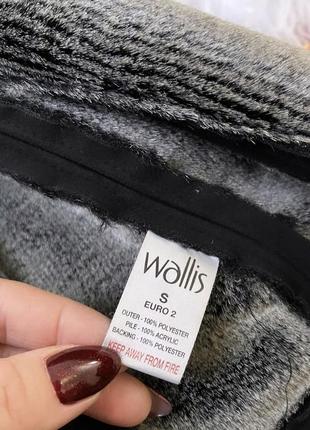 Wallis
S
EURO 2
OUTER - 100% POLYESTER
PILE - 100% ACRYLIC
BACKING - 100% POLYESTER
KEEP AWAY FROM FIRE